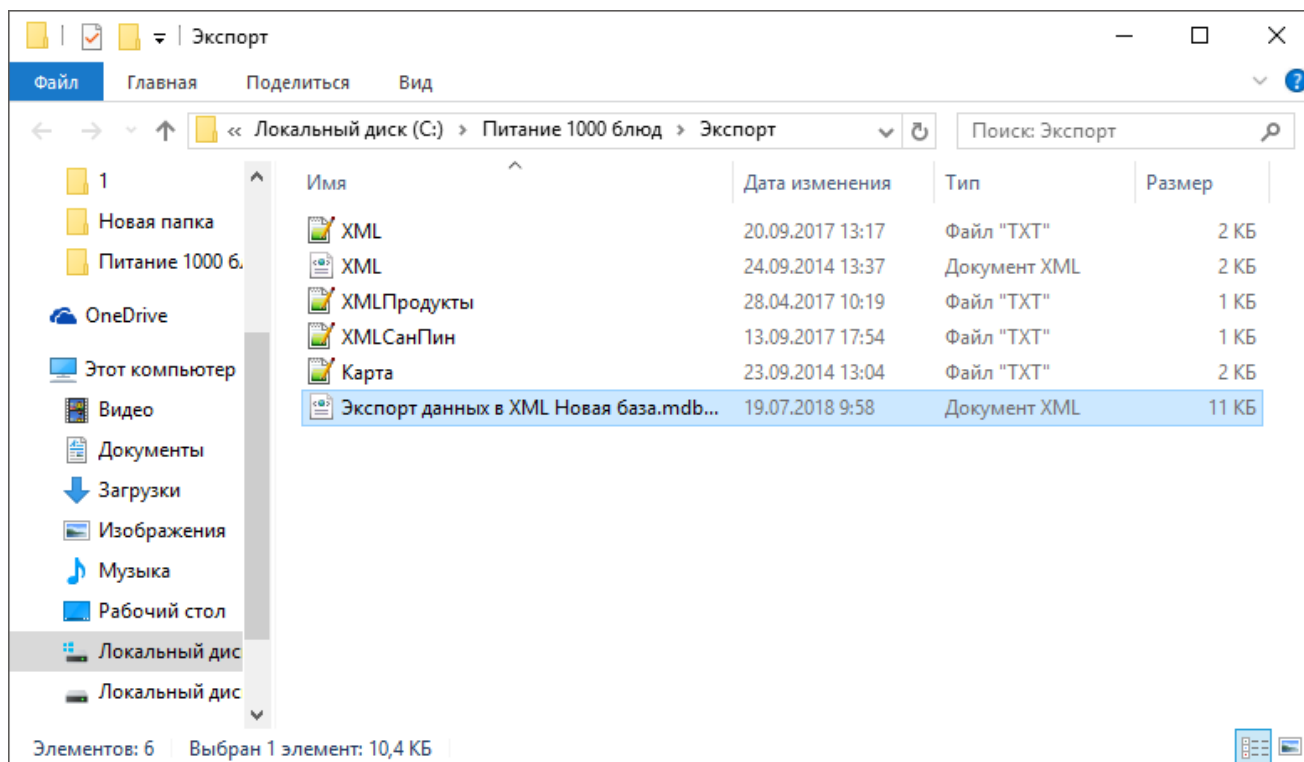 Экспорт
Файл Главная Поделиться Вид
« Локальный диск (C:) › Питание 1000 блюд › Экспорт Поиск: Экспорт
1
Новая папка
Питание 1000 б
OneDrive
Этот компьютер
Видео
Документы
Загрузки
Изображения
Музыка
Рабочий стол
Локальный дис
Локальный дис
Имя Дата изменения Тип Размер
XML 20.09.2017 13:17 Файл "TXT" 2 КБ
XML 24.09.2014 13:37 Документ XML 2 КБ
XMLПродукты 28.04.2017 10:19 Файл "TXT" 1 КБ
XMLСанПин 13.09.2017 17:54 Файл "TXT" 1 КБ
Карта 23.09.2014 13:04 Файл "TXT" 2 КБ
Экспорт данных в XML Новая база.mdb... 19.07.2018 9:58 Документ XML 11 КБ
Элементов: 6 Выбран 1 элемент: 10,4 КБ